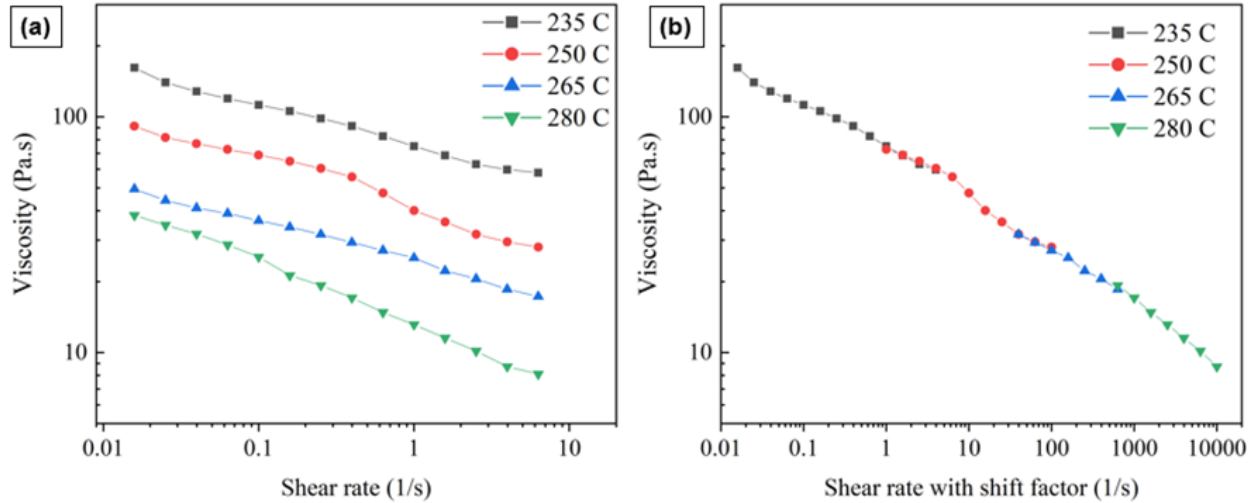 (a)
235 C
250 C
265 C
280 C
100
10
Viscosity (Pa.s)
0.01 0.1 1 10
Shear rate (1/s)
(b)
235 C
250 C
265 C
280 C
100
10
Viscosity (Pa.s)
0.01 0.1 1 10 100 1000 10000
Shear rate with shift factor (1/s)